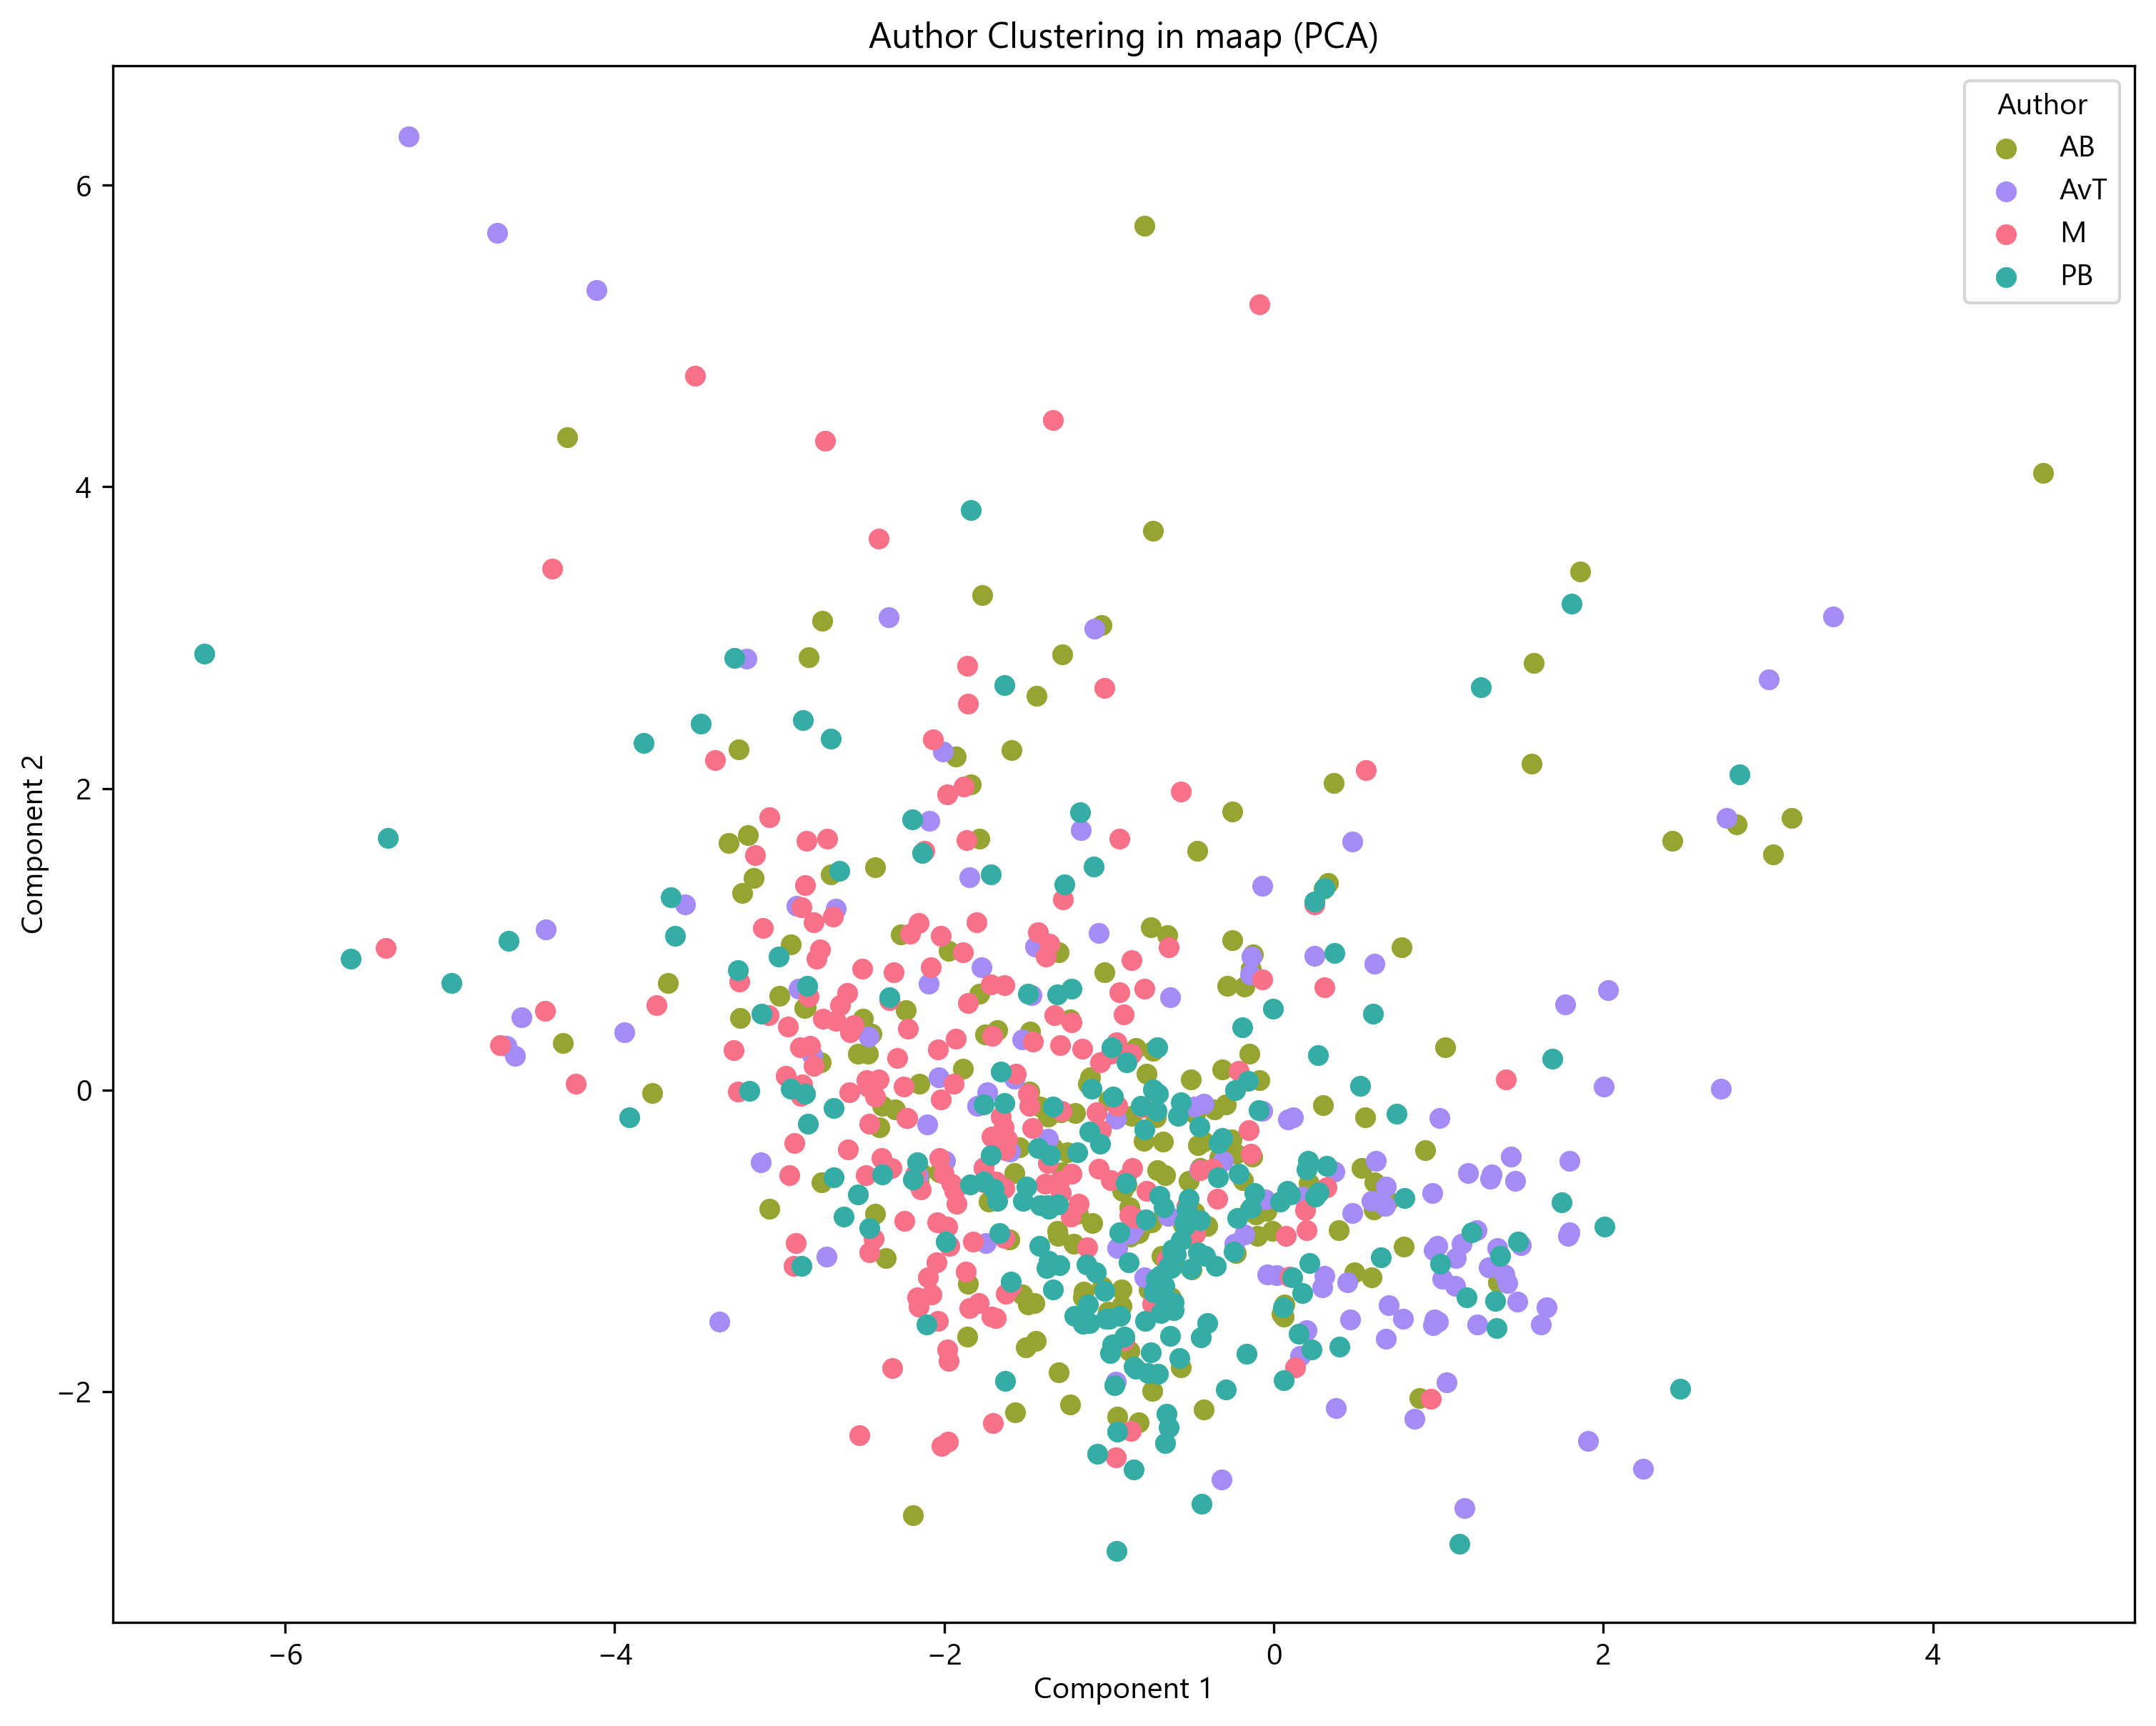 Author Clustering in maap (PCA)
Author
AB
AvT
M
PB
Component 2
6
4
2
0
−2
−6
−4
−2
0
2
4
Component 1